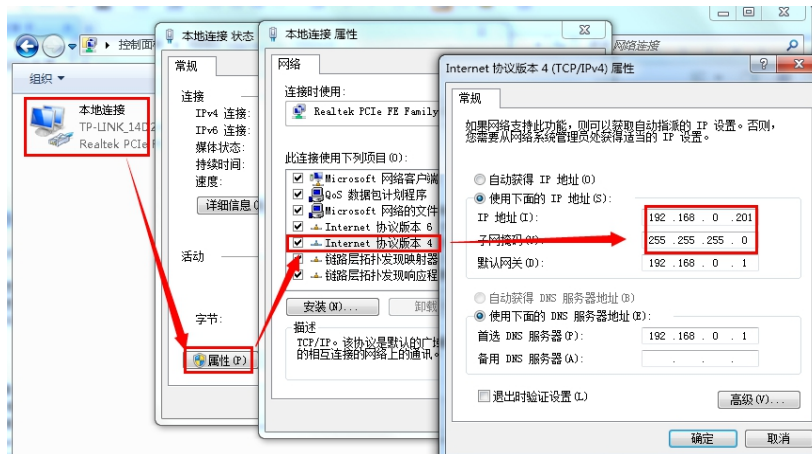 控制面
网络连接
组织
本地连接
TP-LINK_14D2
Realtek PCIe F
本地连接 状态
常规
连接
IPv4 连接:
IPv6 连接:
媒体状态:
持续时间:
速度:
详细信息(
活动
字节:
属性(P)
本地连接 属性
网络
连接时使用:
Realtek PCIe FE Family
此连接使用下列项目(O):
Microsoft 网络客户端
QoS 数据包计划程序
Microsoft 网络的文件
Internet 协议版本 6
Internet 协议版本 4
链路层拓扑发现映射器
链路层拓扑发现响应程
安装(N)...
卸载
描述
TCP/IP。该协议是默认的广域
的相互连接的网络上的通讯。
Internet 协议版本 4 (TCP/IPv4) 属性
常规
如果网络支持此功能，则可以获取自动指派的 IP 设置。否则，
您需要从网络系统管理员处获得适当的 IP 设置。
自动获得 IP 地址(O)
使用下面的 IP 地址(S):
IP 地址(I): 192 .168 . 0 .201
子网掩码(U): 255 .255 .255 . 0
默认网关(D): 192 .168 . 0 . 1
自动获得 DNS 服务器地址(B)
使用下面的 DNS 服务器地址(E):
首选 DNS 服务器(P): 192 .168 . 0 . 1
备用 DNS 服务器(A): . . .
退出时验证设置(L)
高级(V)...
确定
取消